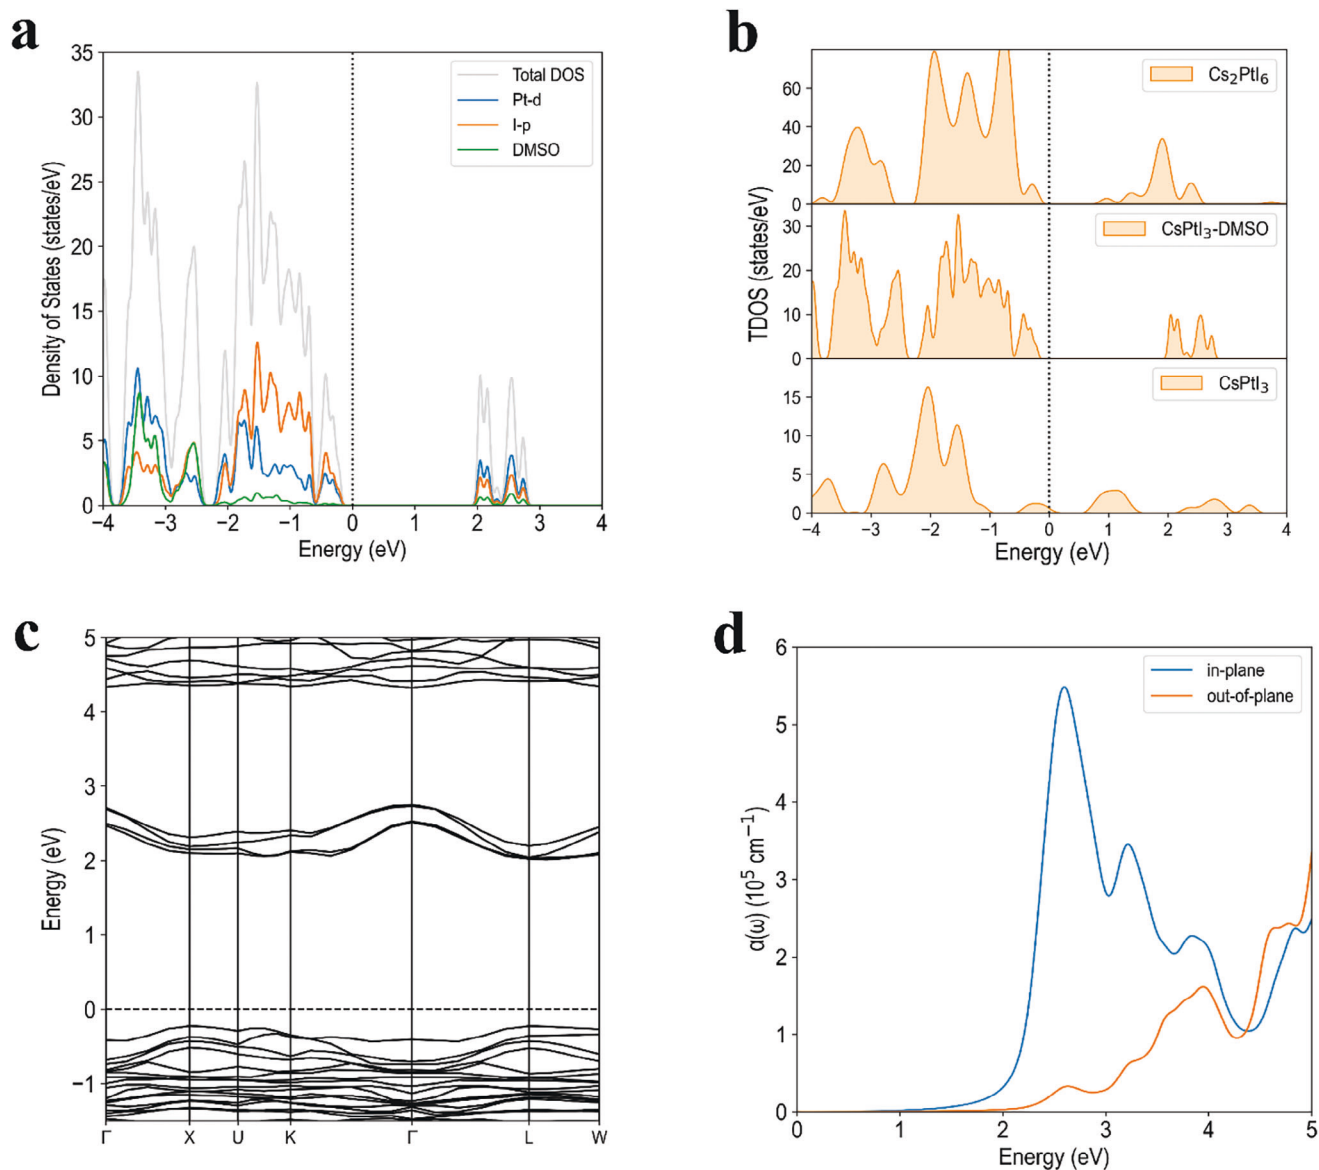 a
35
30
25
20
15
10
5
0
Density of States (states/eV)
Total DOS
Pt-d
I-p
DMSO
−4 −3 −2 −1 0 1 2 3 4
Energy (eV)
b
60
40
20
0
Cs₂PtI₆
30
20
10
0
CsPtI₃-DMSO
15
10
5
0
CsPtI₃
TDOS (states/eV)
−4 −3 −2 −1 0 1 2 3 4
Energy (eV)
c
5
4
3
2
1
0
−1
Energy (eV)
Γ X U K Γ L W
d
6
5
4
3
2
1
0
α(ω) (10⁵ cm⁻¹)
in-plane
out-of-plane
0 1 2 3 4 5
Energy (eV)